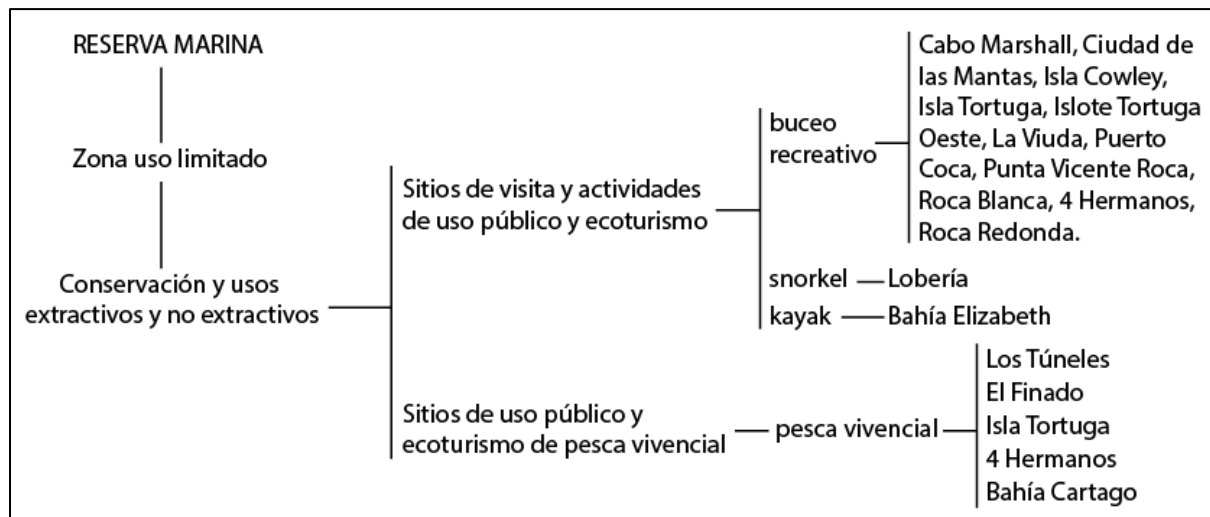 RESERVA MARINA
Zona uso limitado
Conservación y usos
extractivos y no extractivos
Sitios de visita y actividades
de uso público y ecoturismo
buceo
recreativo
Cabo Marshall, Ciudad de
las Mantas, Isla Cowley,
Isla Tortuga, Islote Tortuga
Oeste, La Viuda, Puerto
Coca, Punta Vicente Roca,
Roca Blanca, 4 Hermanos,
Roca Redonda.
snorkel
Lobería
kayak
Bahía Elizabeth
Sitios de uso público y
ecoturismo de pesca vivencial
pesca vivencial
Los Túneles
El Finado
Isla Tortuga
4 Hermanos
Bahía Cartago